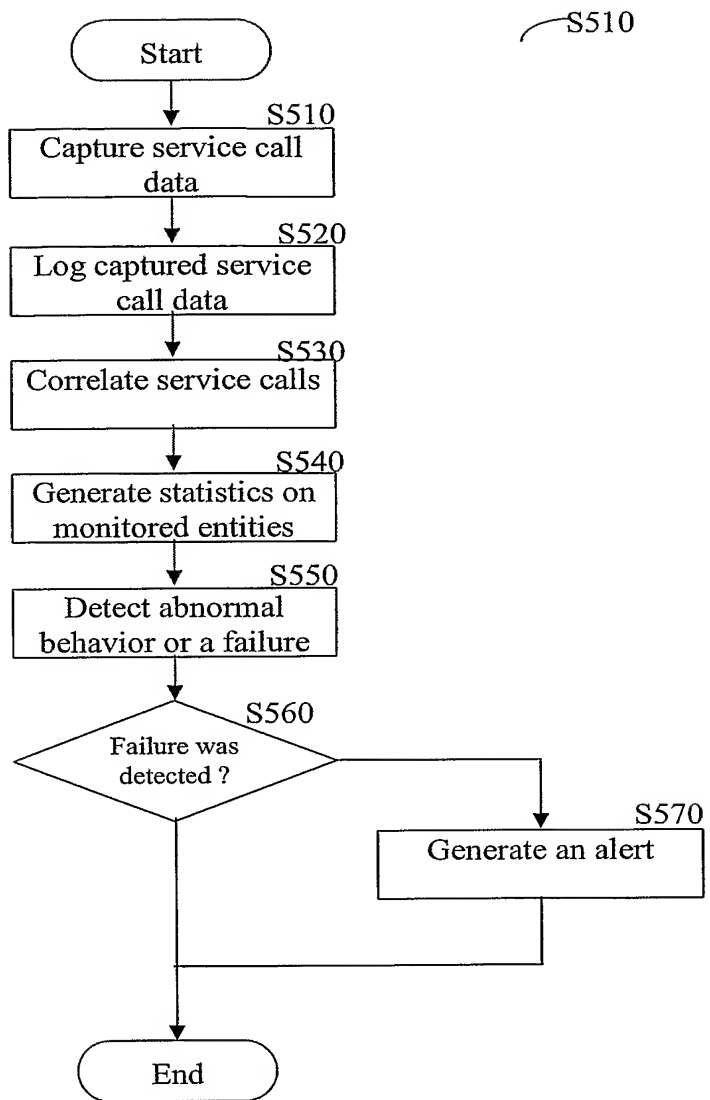 S510
Start
S510
Capture service call
data
S520
Log captured service
call data
S530
Correlate service calls
S540
Generate statistics on
monitored entities
S550
Detect abnormal
behavior or a failure
S560
Failure was
detected ?
S570
Generate an alert
End